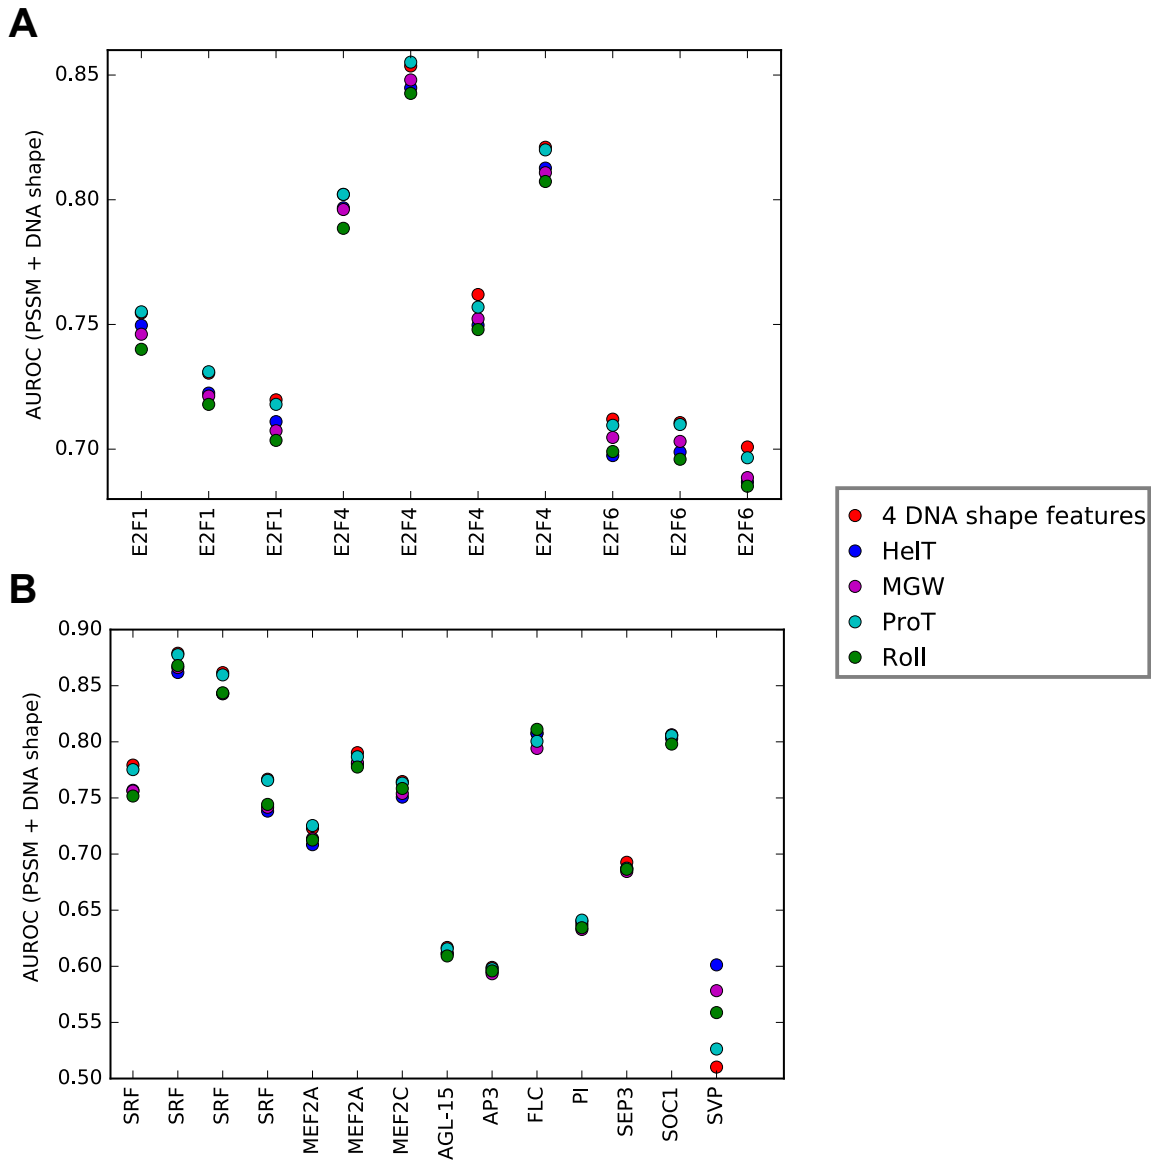 A
AUROC (PSSM + DNA shape)
0.85
0.80
0.75
0.70
E2F1 E2F1 E2F1 E2F4 E2F4 E2F4 E2F4 E2F6 E2F6 E2F6
4 DNA shape features
HelT
MGW
ProT
Roll
B
AUROC (PSSM + DNA shape)
0.90
0.85
0.80
0.75
0.70
0.65
0.60
0.55
0.50
SRF SRF SRF SRF MEF2A MEF2A MEF2C AGL-15 AP3 FLC PI SEP3 SOC1 SVP